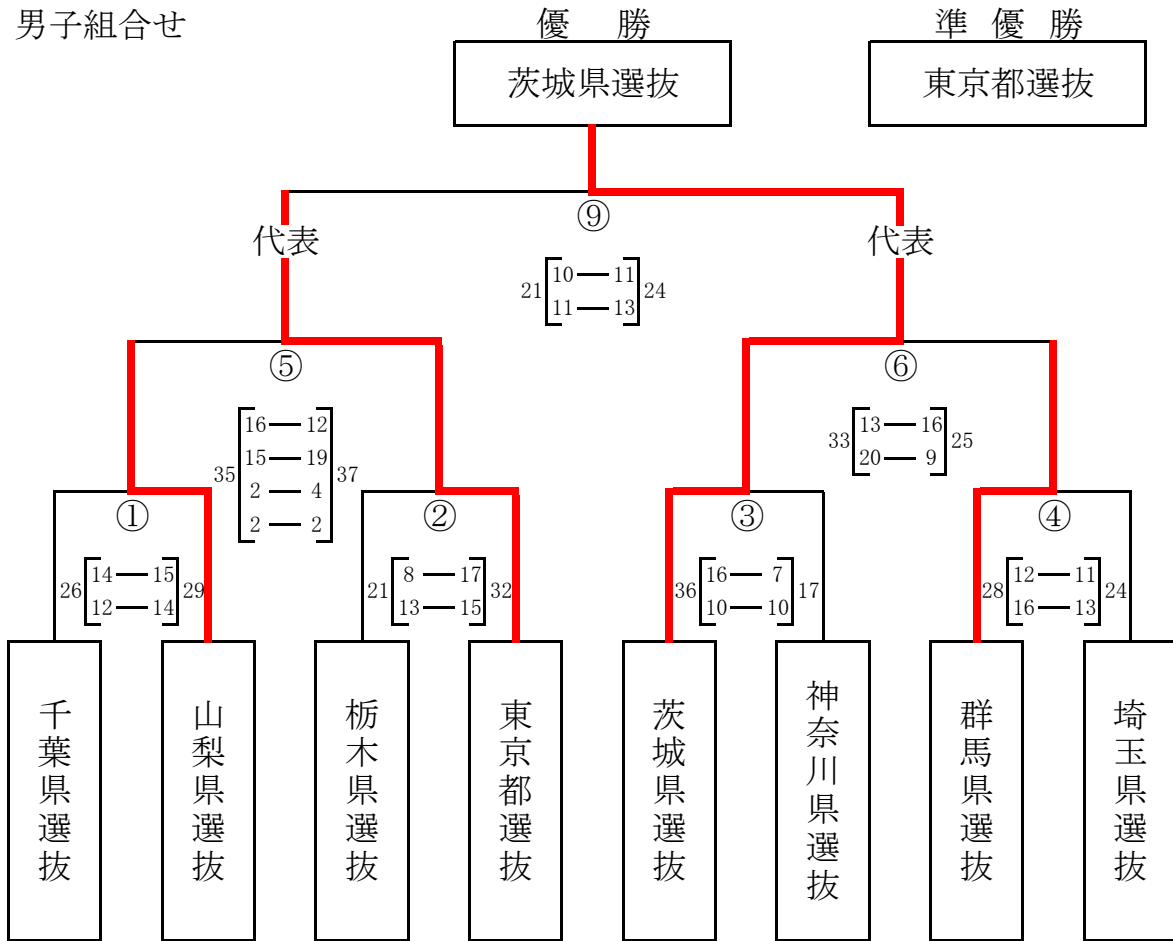 男子組合せ
優 勝
準 優 勝
茨城県選抜
東京都選抜
⑨
代表
代表
10 11
21 24
11 13
⑤
⑥
16 12
15 19
35 37
2 4
2 2
13 16
33 25
20 9
①
②
③
④
14 15
26 29
12 14
8 17
21 32
13 15
16 7
36 17
10 10
12 11
28 24
16 13
千葉県選抜
山梨県選抜
栃木県選抜
東京都選抜
茨城県選抜
神奈川県選抜
群馬県選抜
埼玉県選抜